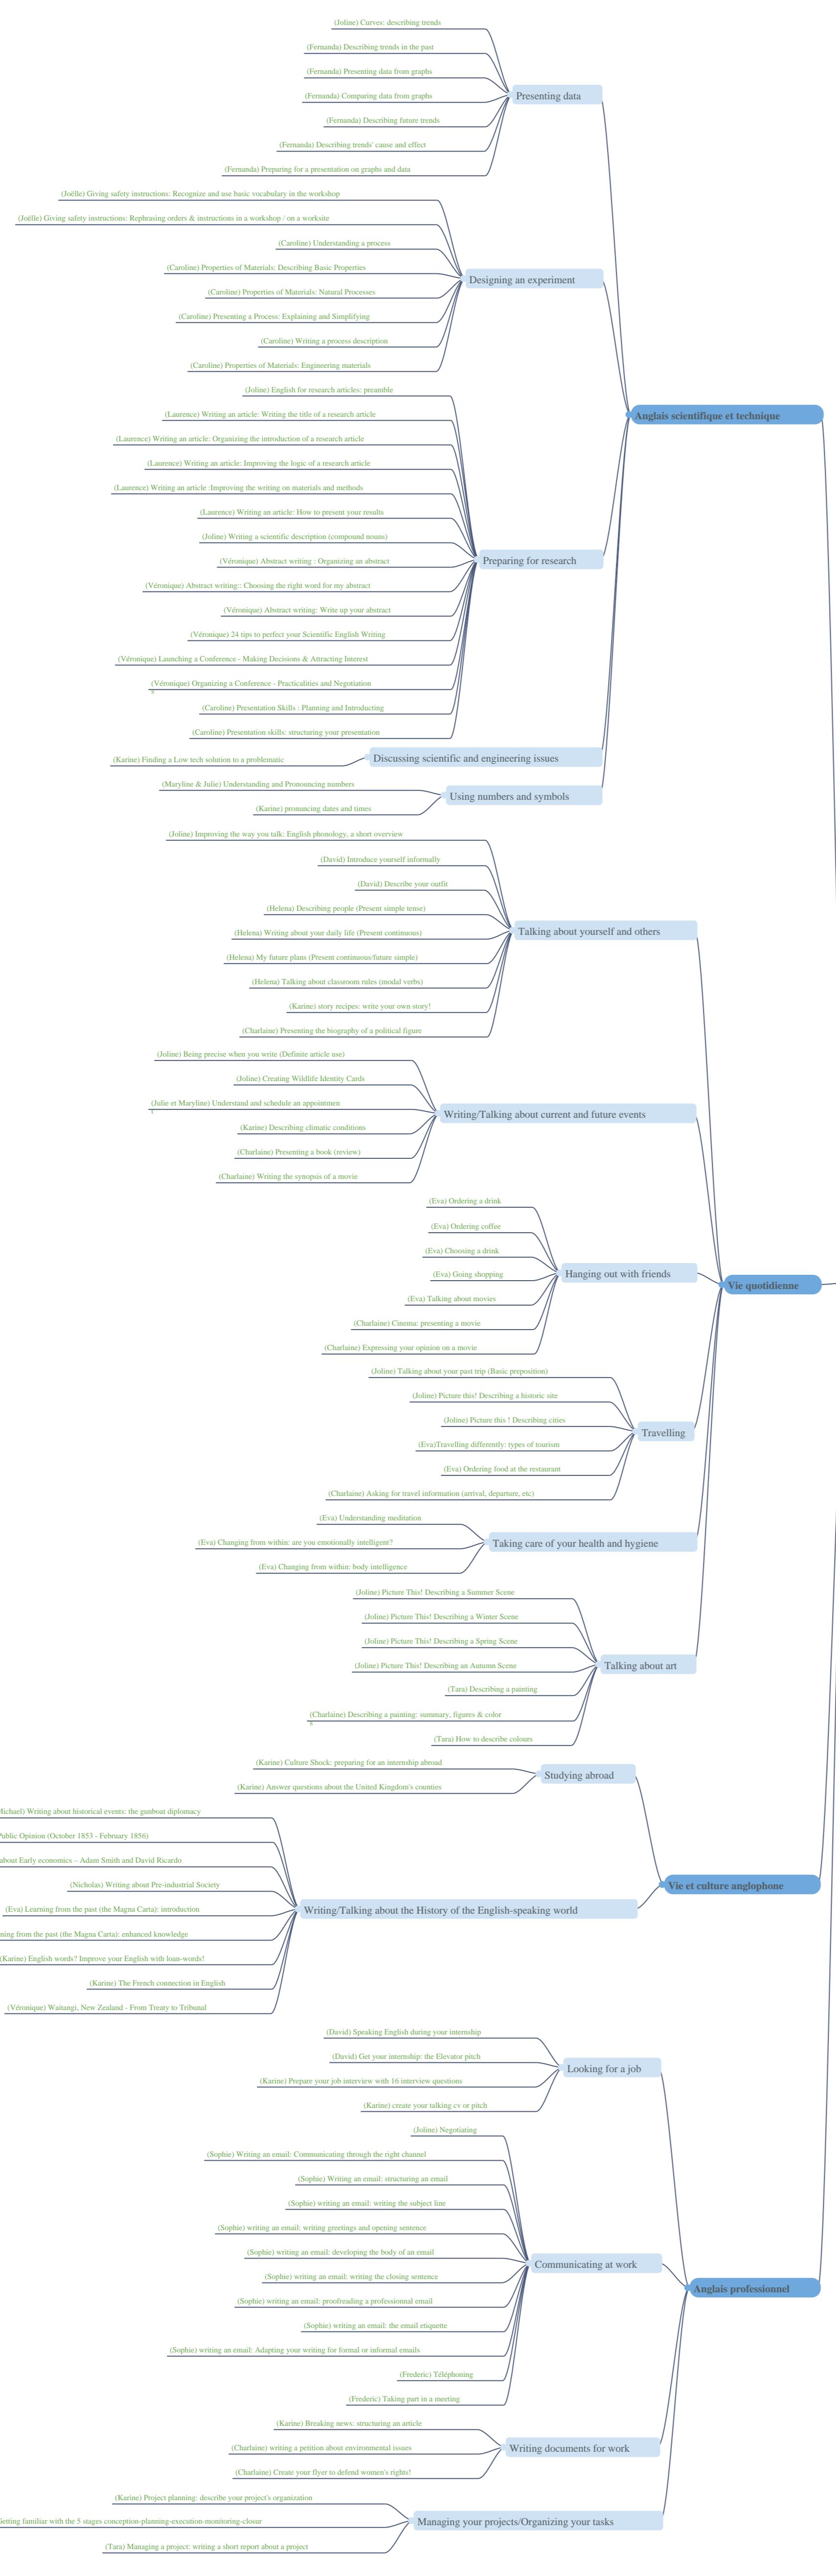 (Joline) Curves: describing trends
(Fernanda) Describing trends in the past
(Fernanda) Presenting data from graphs
(Fernanda) Comparing data from graphs
(Fernanda) Describing future trends
(Fernanda) Describing trends' cause and effect
(Fernanda) Preparing for a presentation on graphs and data
Presenting data
(Joëlle) Giving safety instructions: Recognize and use basic vocabulary in the workshop
(Joëlle) Giving safety instructions: Rephrasing orders & instructions in a workshop / on a worksite
(Caroline) Understanding a process
(Caroline) Properties of Materials: Describing Basic Properties
(Caroline) Properties of Materials: Natural Processes
(Caroline) Presenting a Process: Explaining and Simplifying
(Caroline) Writing a process description
(Caroline) Properties of Materials: Engineering materials
Designing an experiment
Anglais scientifique et technique
(Joline) English for research articles: preamble
(Laurence) Writing an article: Writing the title of a research article
(Laurence) Writing an article: Organizing the introduction of a research article
(Laurence) Writing an article: Improving the logic of a research article
(Laurence) Writing an article :Improving the writing on materials and methods
(Laurence) Writing an article: How to present your results
(Joline) Writing a scientific description (compound nouns)
(Véronique) Abstract writing : Organizing an abstract
(Véronique) Abstract writing:: Choosing the right word for my abstract
(Véronique) Abstract writing: Write up your abstract
(Véronique) 24 tips to perfect your Scientific English Writing
(Véronique) Launching a Conference - Making Decisions & Attracting Interest
(Véronique) Organizing a Conference - Practicalities and Negotiation
s
(Caroline) Presentation Skills : Planning and Introducting
(Caroline) Presentation skills: structuring your presentation
Preparing for research
(Karine) Finding a Low tech solution to a problematic
Discussing scientific and engineering issues
(Maryline & Julie) Understanding and Pronouncing numbers
(Karine) pronuncing dates and times
Using numbers and symbols
(Joline) Improving the way you talk: English phonology, a short overview
(David) Introduce yourself informally
(David) Describe your outfit
(Helena) Describing people (Present simple tense)
(Helena) Writing about your daily life (Present continuous)
(Helena) My future plans (Present continuous/future simple)
(Helena) Talking about classroom rules (modal verbs)
(Karine) story recipes: write your own story!
(Charlaine) Presenting the biography of a political figure
Talking about yourself and others
(Joline) Being precise when you write (Definite article use)
(Joline) Creating Wildlife Identity Cards
(Julie et Maryline) Understand and schedule an appointmen
t
(Karine) Describing climatic conditions
(Charlaine) Presenting a book (review)
(Charlaine) Writing the synopsis of a movie
Writing/Talking about current and future events
(Eva) Ordering a drink
(Eva) Ordering coffee
(Eva) Choosing a drink
(Eva) Going shopping
(Eva) Talking about movies
(Charlaine) Cinema: presenting a movie
(Charlaine) Expressing your opinion on a movie
Hanging out with friends
Vie quotidienne
(Joline) Talking about your past trip (Basic preposition)
(Joline) Picture this! Describing a historic site
(Joline) Picture this ! Describing cities
(Eva)Travelling differently: types of tourism
(Eva) Ordering food at the restaurant
(Charlaine) Asking for travel information (arrival, departure, etc)
Travelling
(Eva) Understanding meditation
(Eva) Changing from within: are you emotionally intelligent?
(Eva) Changing from within: body intelligence
Taking care of your health and hygiene
(Joline) Picture This! Describing a Summer Scene
(Joline) Picture This! Describing a Winter Scene
(Joline) Picture This! Describing a Spring Scene
(Joline) Picture This! Describing an Autumn Scene
(Tara) Describing a painting
(Charlaine) Describing a painting: summary, figures & color
s
(Tara) How to describe colours
Talking about art
(Karine) Culture Shock: preparing for an internship abroad
(Karine) Answer questions about the United Kingdom's counties
Studying abroad
Vie et culture anglophone
Michael) Writing about historical events: the gunboat diplomacy
Public Opinion (October 1853 - February 1856)
about Early economics – Adam Smith and David Ricardo
(Nicholas) Writing about Pre-industrial Society
(Eva) Learning from the past (the Magna Carta): introduction
ning from the past (the Magna Carta): enhanced knowledge
(Karine) English words? Improve your English with loan-words!
(Karine) The French connection in English
(Véronique) Waitangi, New Zealand - From Treaty to Tribunal
Writing/Talking about the History of the English-speaking world
(David) Speaking English during your internship
(David) Get your internship: the Elevator pitch
(Karine) Prepare your job interview with 16 interview questions
(Karine) create your talking cv or pitch
Looking for a job
(Joline) Negotiating
(Sophie) Writing an email: Communicating through the right channel
(Sophie) Writing an email: structuring an email
(Sophie) writing an email: writing the subject line
(Sophie) writing an email: writing greetings and opening sentence
(Sophie) writing an email: developing the body of an email
(Sophie) writing an email: writing the closing sentence
(Sophie) writing an email: proofreading a professionnal email
(Sophie) writing an email: the email etiquette
(Sophie) writing an email: Adapting your writing for formal or informal emails
(Frederic) Téléphoning
(Frederic) Taking part in a meeting
Communicating at work
Anglais professionnel
(Karine) Breaking news: structuring an article
(Charlaine) writing a petition about environmental issues
(Charlaine) Create your flyer to defend women's rights!
Writing documents for work
(Karine) Project planning: describe your project's organization
Getting familiar with the 5 stages conception-planning-execution-monitoring-closur
(Tara) Managing a project: writing a short report about a project
Managing your projects/Organizing your tasks